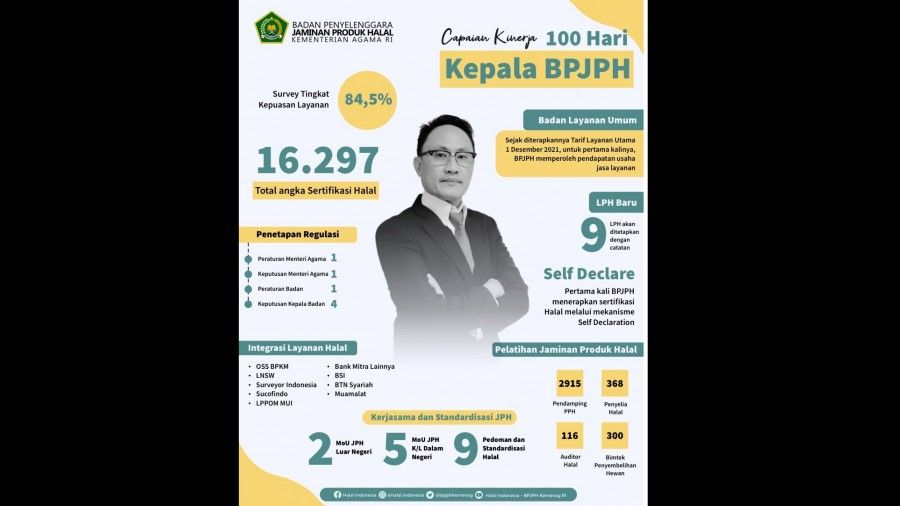 BADAN PENYELENGGARA
JAMINAN PRODUK HALAL
KEMENTERIAN AGAMA RI
Capaian Kinerja 100 Hari
Kepala BPJPH
Survey Tingkat
Kepuasan Layanan
84,5%
16.297
Total angka Sertifikasi Halal
Badan Layanan Umum
Sejak diterapkannya Tarif Layanan Utama
1 Desember 2021, untuk pertama kalinya,
BPJPH memperoleh pendapatan usaha
jasa layanan
LPH Baru
9
LPH akan
ditetapkan
dengan
catatan
Penetapan Regulasi
Peraturan Menteri Agama 1
Keputusan Menteri Agama 1
Peraturan Badan 1
Keputusan Kepala Badan 4
Self Declare
Pertama kali BPJPH
menerapkan sertifikasi
Halal melalui mekanisme
Self Declaration
Integrasi Layanan Halal
• OSS BPKM
• LNSW
• Surveyor Indonesia
• Sucofindo
• LPPOM MUI
• Bank Mitra Lainnya
• BSI
• BTN Syariah
• Muamalat
Pelatihan Jaminan Produk Halal
2915
Pendamping
PPH
368
Penyelia
Halal
116
Auditor
Halal
300
Bimtek
Penyembelihan
Hewan
Kerjasama dan Standardisasi JPH
2
MoU JPH
Luar Negeri
5
MoU JPH
K/L Dalam
Negeri
9
Pedoman dan
Standardisasi
Halal
Halal Indonesia @halal.indonesia @bpjphkemenag Halal Indonesia - BPJPH Kemenag RI